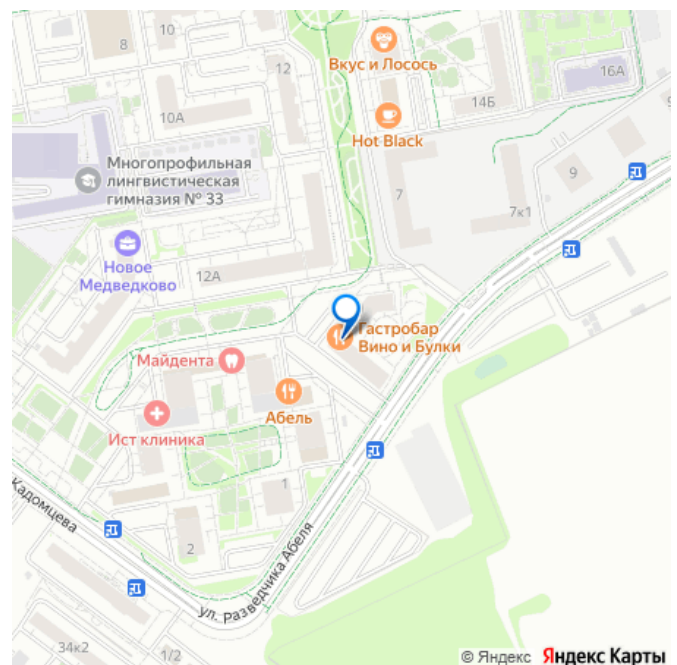 8
10
12
Вкус и Лосось
16А
14Б
10А
Hot Black
Многопрофильная
лингвистическая
гимназия № 33
7
7к1
9
Новое
Медведково
12А
Гастробар
Вино и Булки
Майдента
Абель
Ист клиника
1
2
Кадомцева
ул. Разведчика Абеля
34к2
1/2
© Яндекс Яндекс Карты